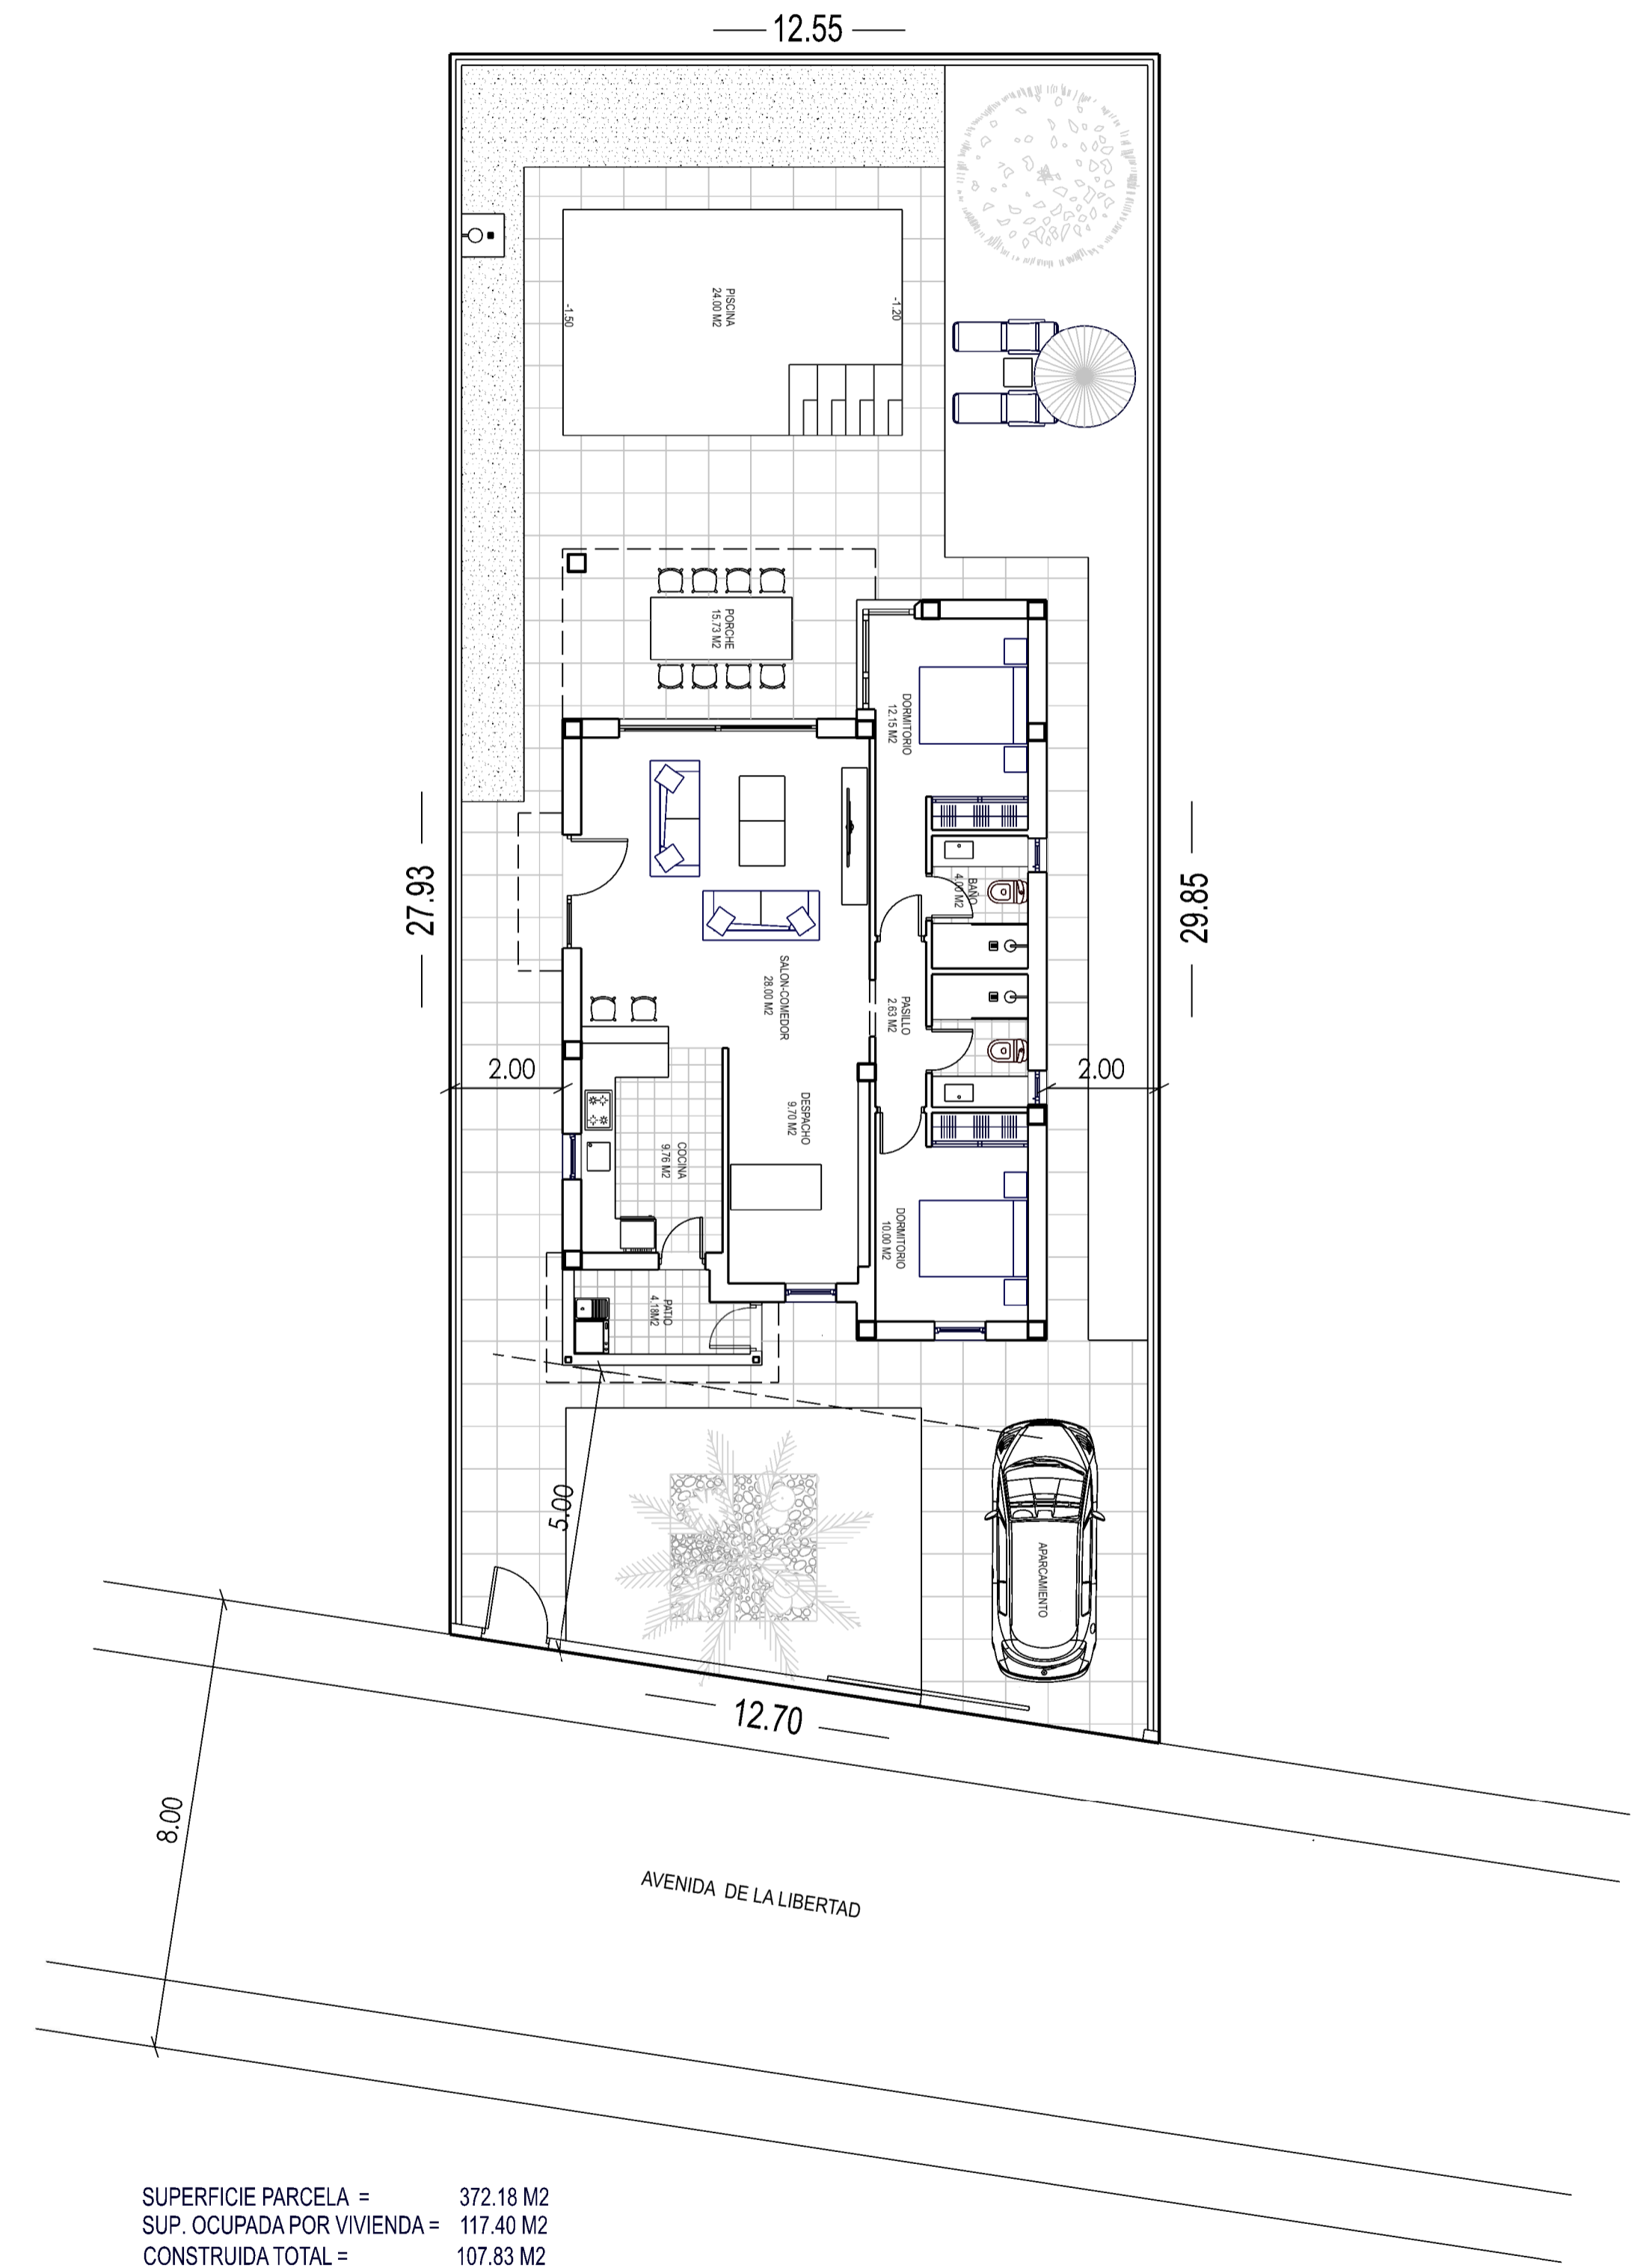 12.55
PISCINA
24.00 M2
-1.50
-1.20
PORCHE
15.73 M2
DORMITORIO
12.15 M2
BAÑO
4.00 M2
27.93
29.85
SALON-COMEDOR
28.00 M2
PASILLO
2.63 M2
2.00
2.00
DESPACHO
9.70 M2
COCINA
9.76 M2
DORMITORIO
10.00 M2
PATIO
4.18M2
5.00
APARCAMIENTO
12.70
8.00
AVENIDA DE LA LIBERTAD
SUPERFICIE PARCELA = 372.18 M2
SUP. OCUPADA POR VIVIENDA = 117.40 M2
CONSTRUIDA TOTAL = 107.83 M2